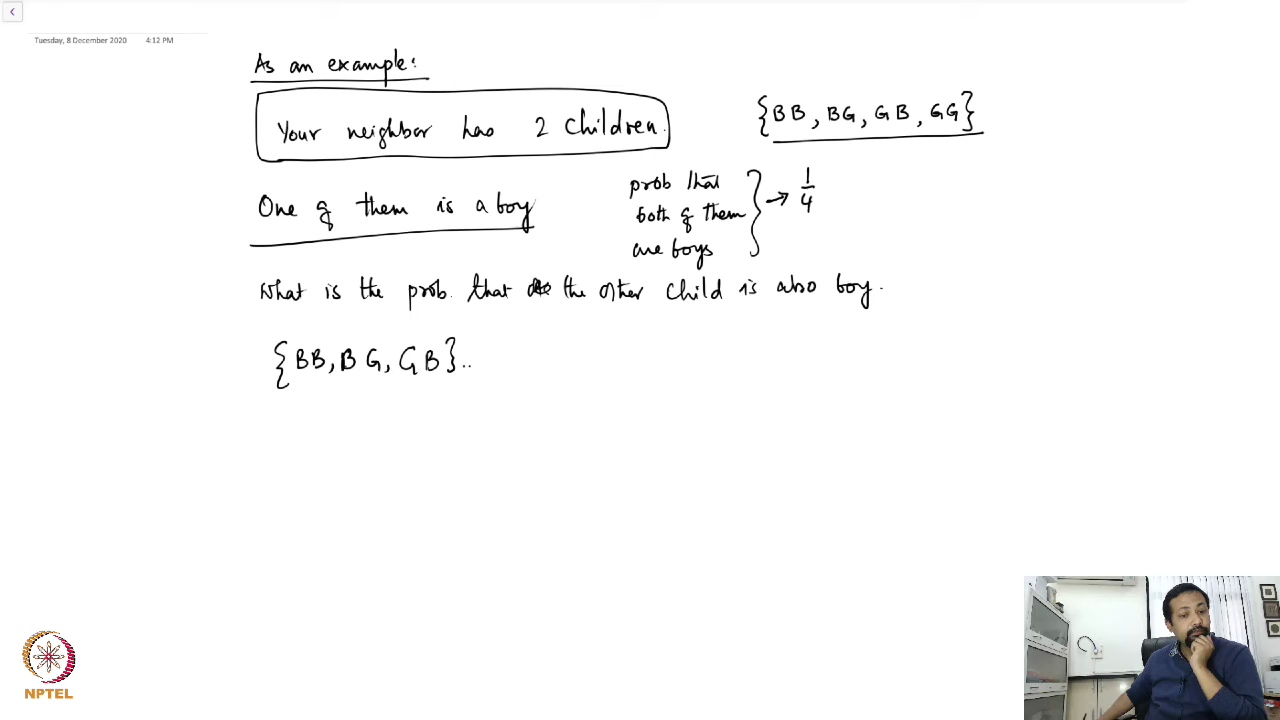 Tuesday, 8 December 2020 4:12 PM
As an example:
Your neighbor has 2 children.
{BB, BG, GB, GG}
One of them is a boy
prob that
both of them
are boys
→ 1/4
What is the prob. that the other child is also boy.
{BB, BG, GB}..
NPTEL